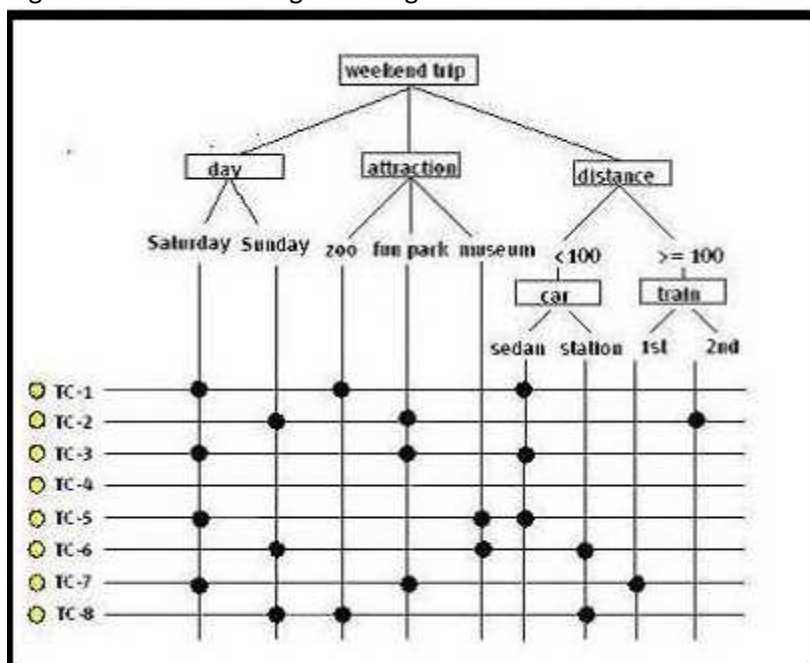 weekend trip
day
attraction
distance
Saturday Sunday zoo fun park museum
<100 >= 100
car train
sedan station 1st 2nd
TC-1
TC-2
TC-3
TC-4
TC-5
TC-6
TC-7
TC-8